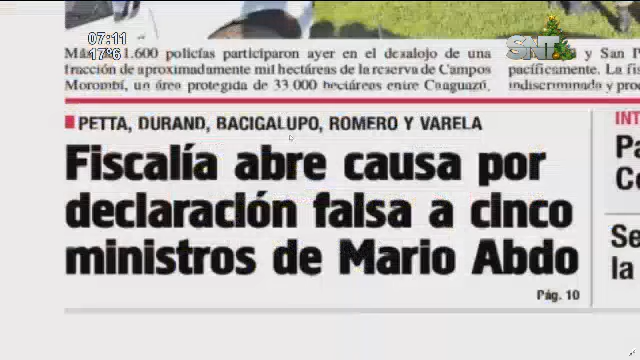 07:11
17°6
SNT
Más de 1.600 policías participaron ayer en el desalojo de una
fracción de aproximadamente mil hectáreas de la reserva de Campos
Morombí, un área protegida de 33 000 hectáreas entre Caaguazú,
y San P
pacíficamente. La fis
indiscriminada y prod
PETTA, DURAND, BACIGALUPO, ROMERO Y VARELA
Fiscalía abre causa por
declaración falsa a cinco
ministros de Mario Abdo
Pág. 10
INT
Pa
Co
Se
la